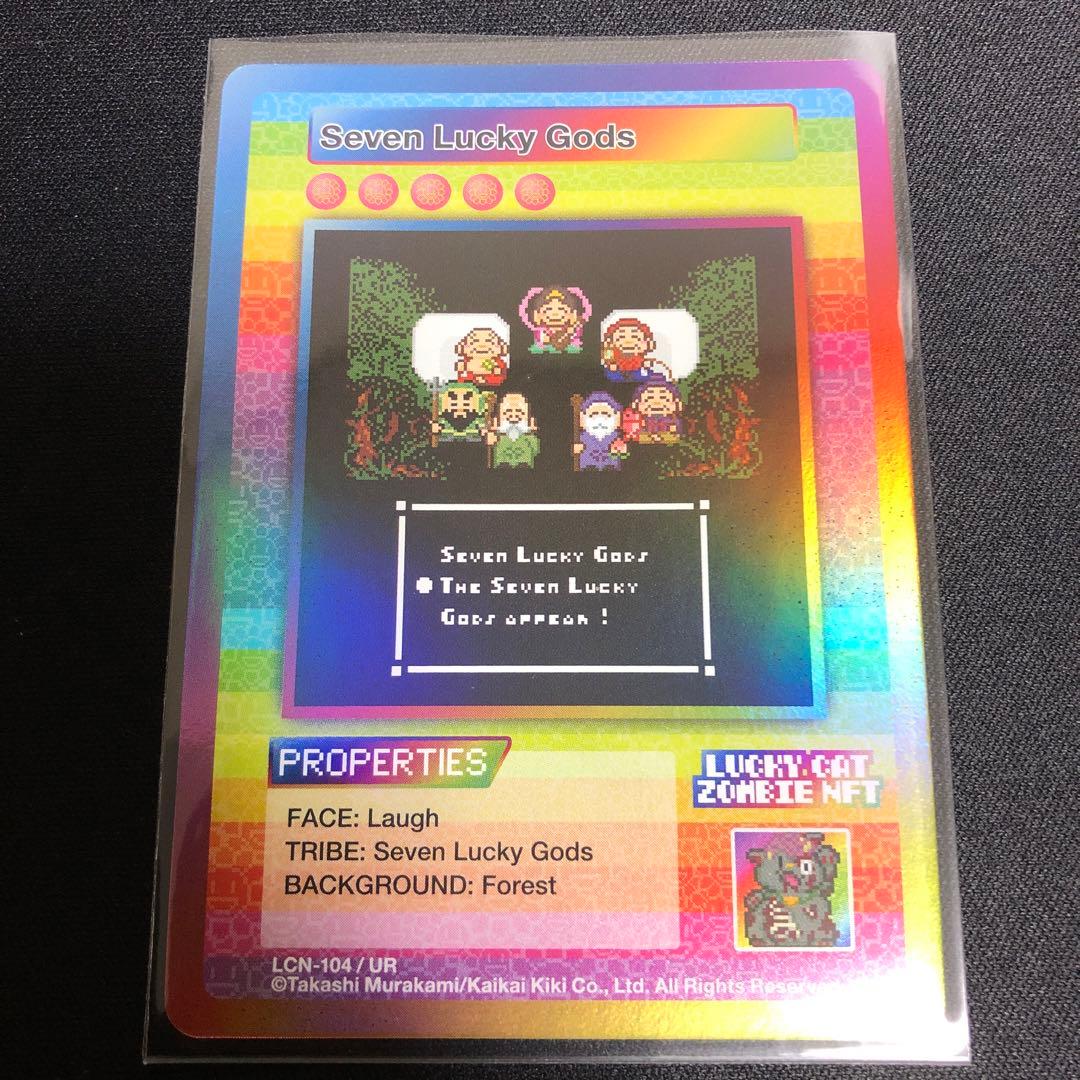 Seven Lucky Gods
Seven Lucky Gods
The Seven Lucky
Gods appear !
PROPERTIES
FACE: Laugh
TRIBE: Seven Lucky Gods
BACKGROUND: Forest
LUCKY CAT
ZOMBIE NFT
LCN-104 / UR
©Takashi Murakami/Kaikai Kiki Co., Ltd. All Rights Reserved